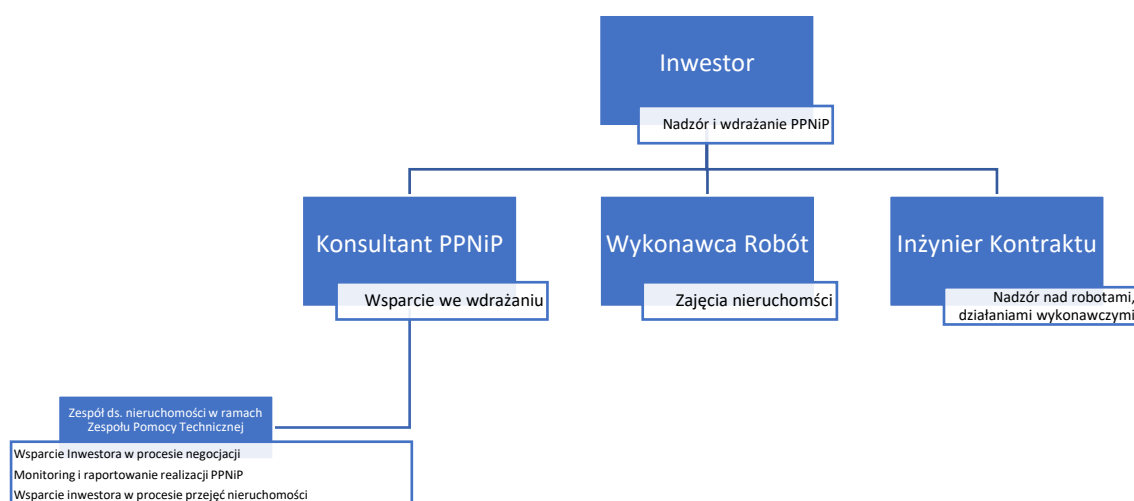 Inwestor
Nadzór i wdrażanie PPNiP
Konsultant PPNiP
Wsparcie we wdrażaniu
Wykonawca Robót
Zajęcia nieruchomści
Inżynier Kontraktu
Nadzór nad robotami,
działaniami wykonawczymi
Zespół ds. nieruchomości w ramach
Zespołu Pomocy Technicznej
Wsparcie Inwestora w procesie negocjacji
Monitoring i raportowanie realizacji PPNiP
Wsparcie inwestora w procesie przejęć nieruchomości